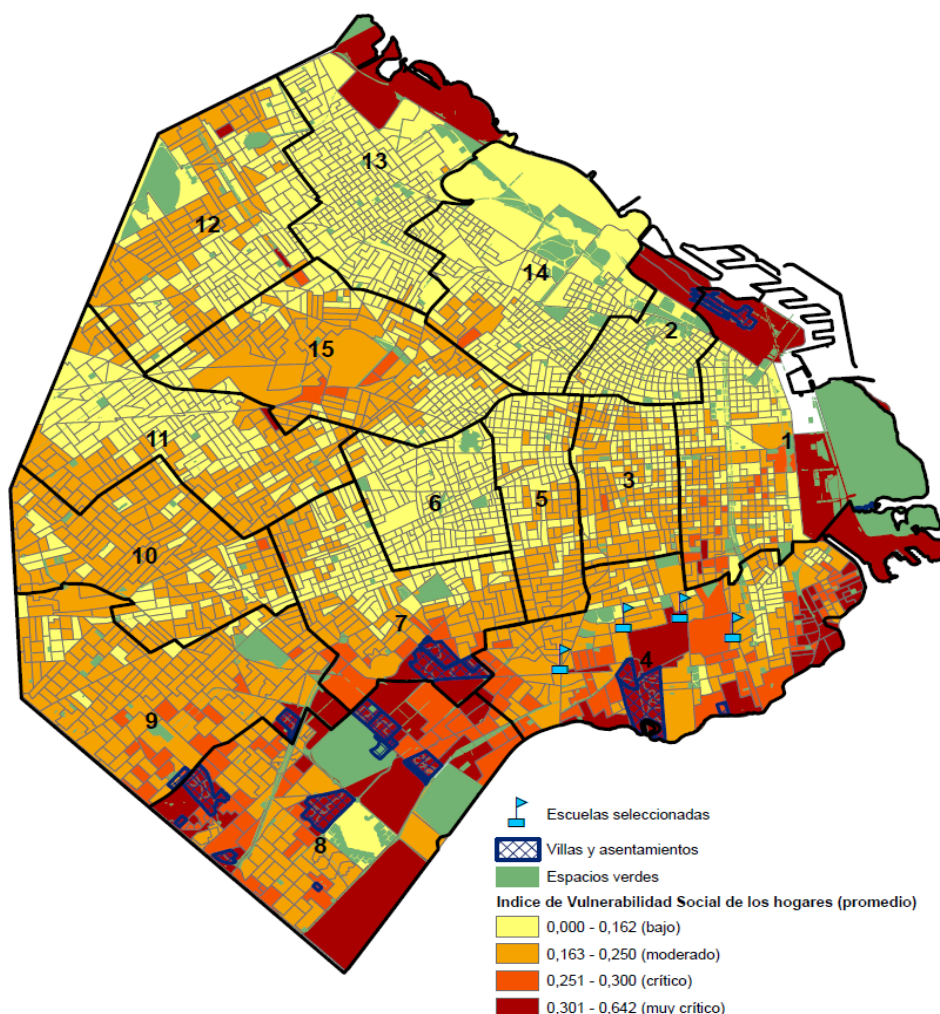 13
12
14
2
15
1
11
3
6
5
10
7
4
9
8
Escuelas seleccionadas
Villas y asentamientos
Espacios verdes
Indice de Vulnerabilidad Social de los hogares (promedio)
0,000 - 0,162 (bajo)
0,163 - 0,250 (moderado)
0,251 - 0,300 (crítico)
0,301 - 0,642 (muy crítico)